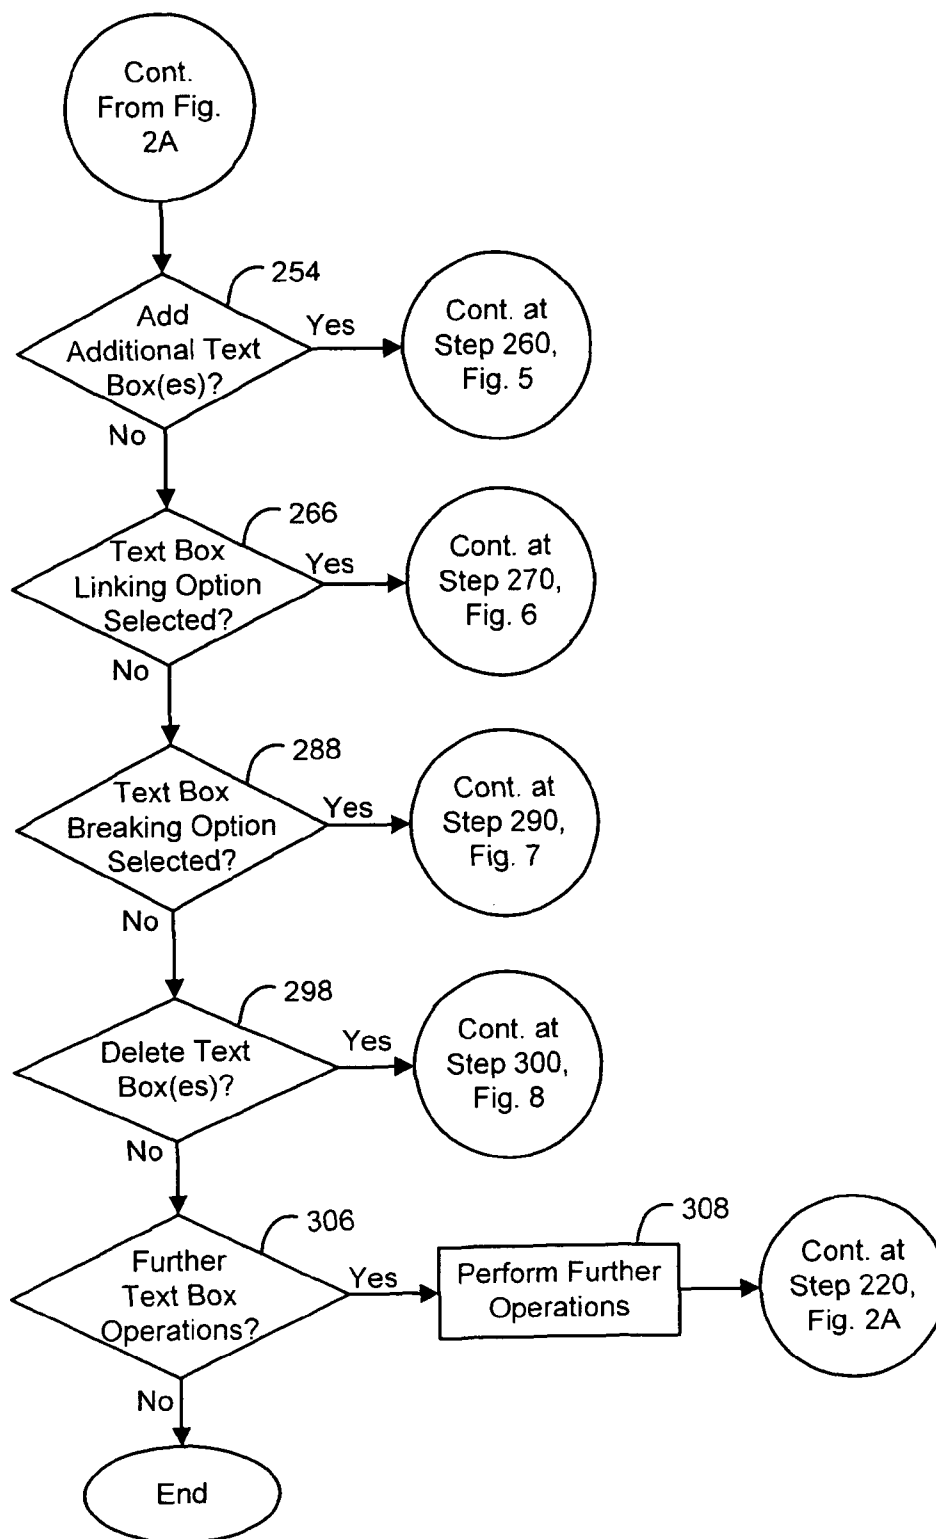 Cont.
From Fig.
2A
254
Add
Additional Text
Box(es)?
Yes
Cont. at
Step 260,
Fig. 5
No
266
Text Box
Linking Option
Selected?
Yes
Cont. at
Step 270,
Fig. 6
No
288
Text Box
Breaking Option
Selected?
Yes
Cont. at
Step 290,
Fig. 7
No
298
Delete Text
Box(es)?
Yes
Cont. at
Step 300,
Fig. 8
No
306
Further
Text Box
Operations?
Yes
308
Perform Further
Operations
Cont. at
Step 220,
Fig. 2A
No
End